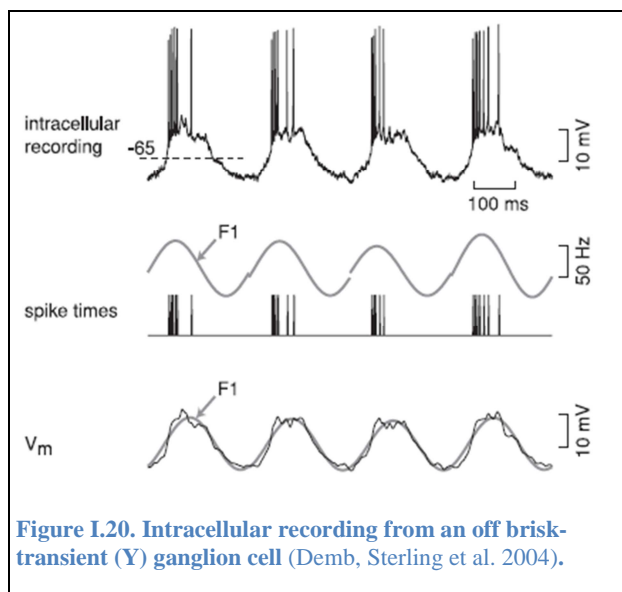 intracellular
recording
-65
10 mV
100 ms
F1
50 Hz
spike times
F1
Vm
10 mV
Figure I.20. Intracellular recording from an off brisk-
transient (Y) ganglion cell (Demb, Sterling et al. 2004).